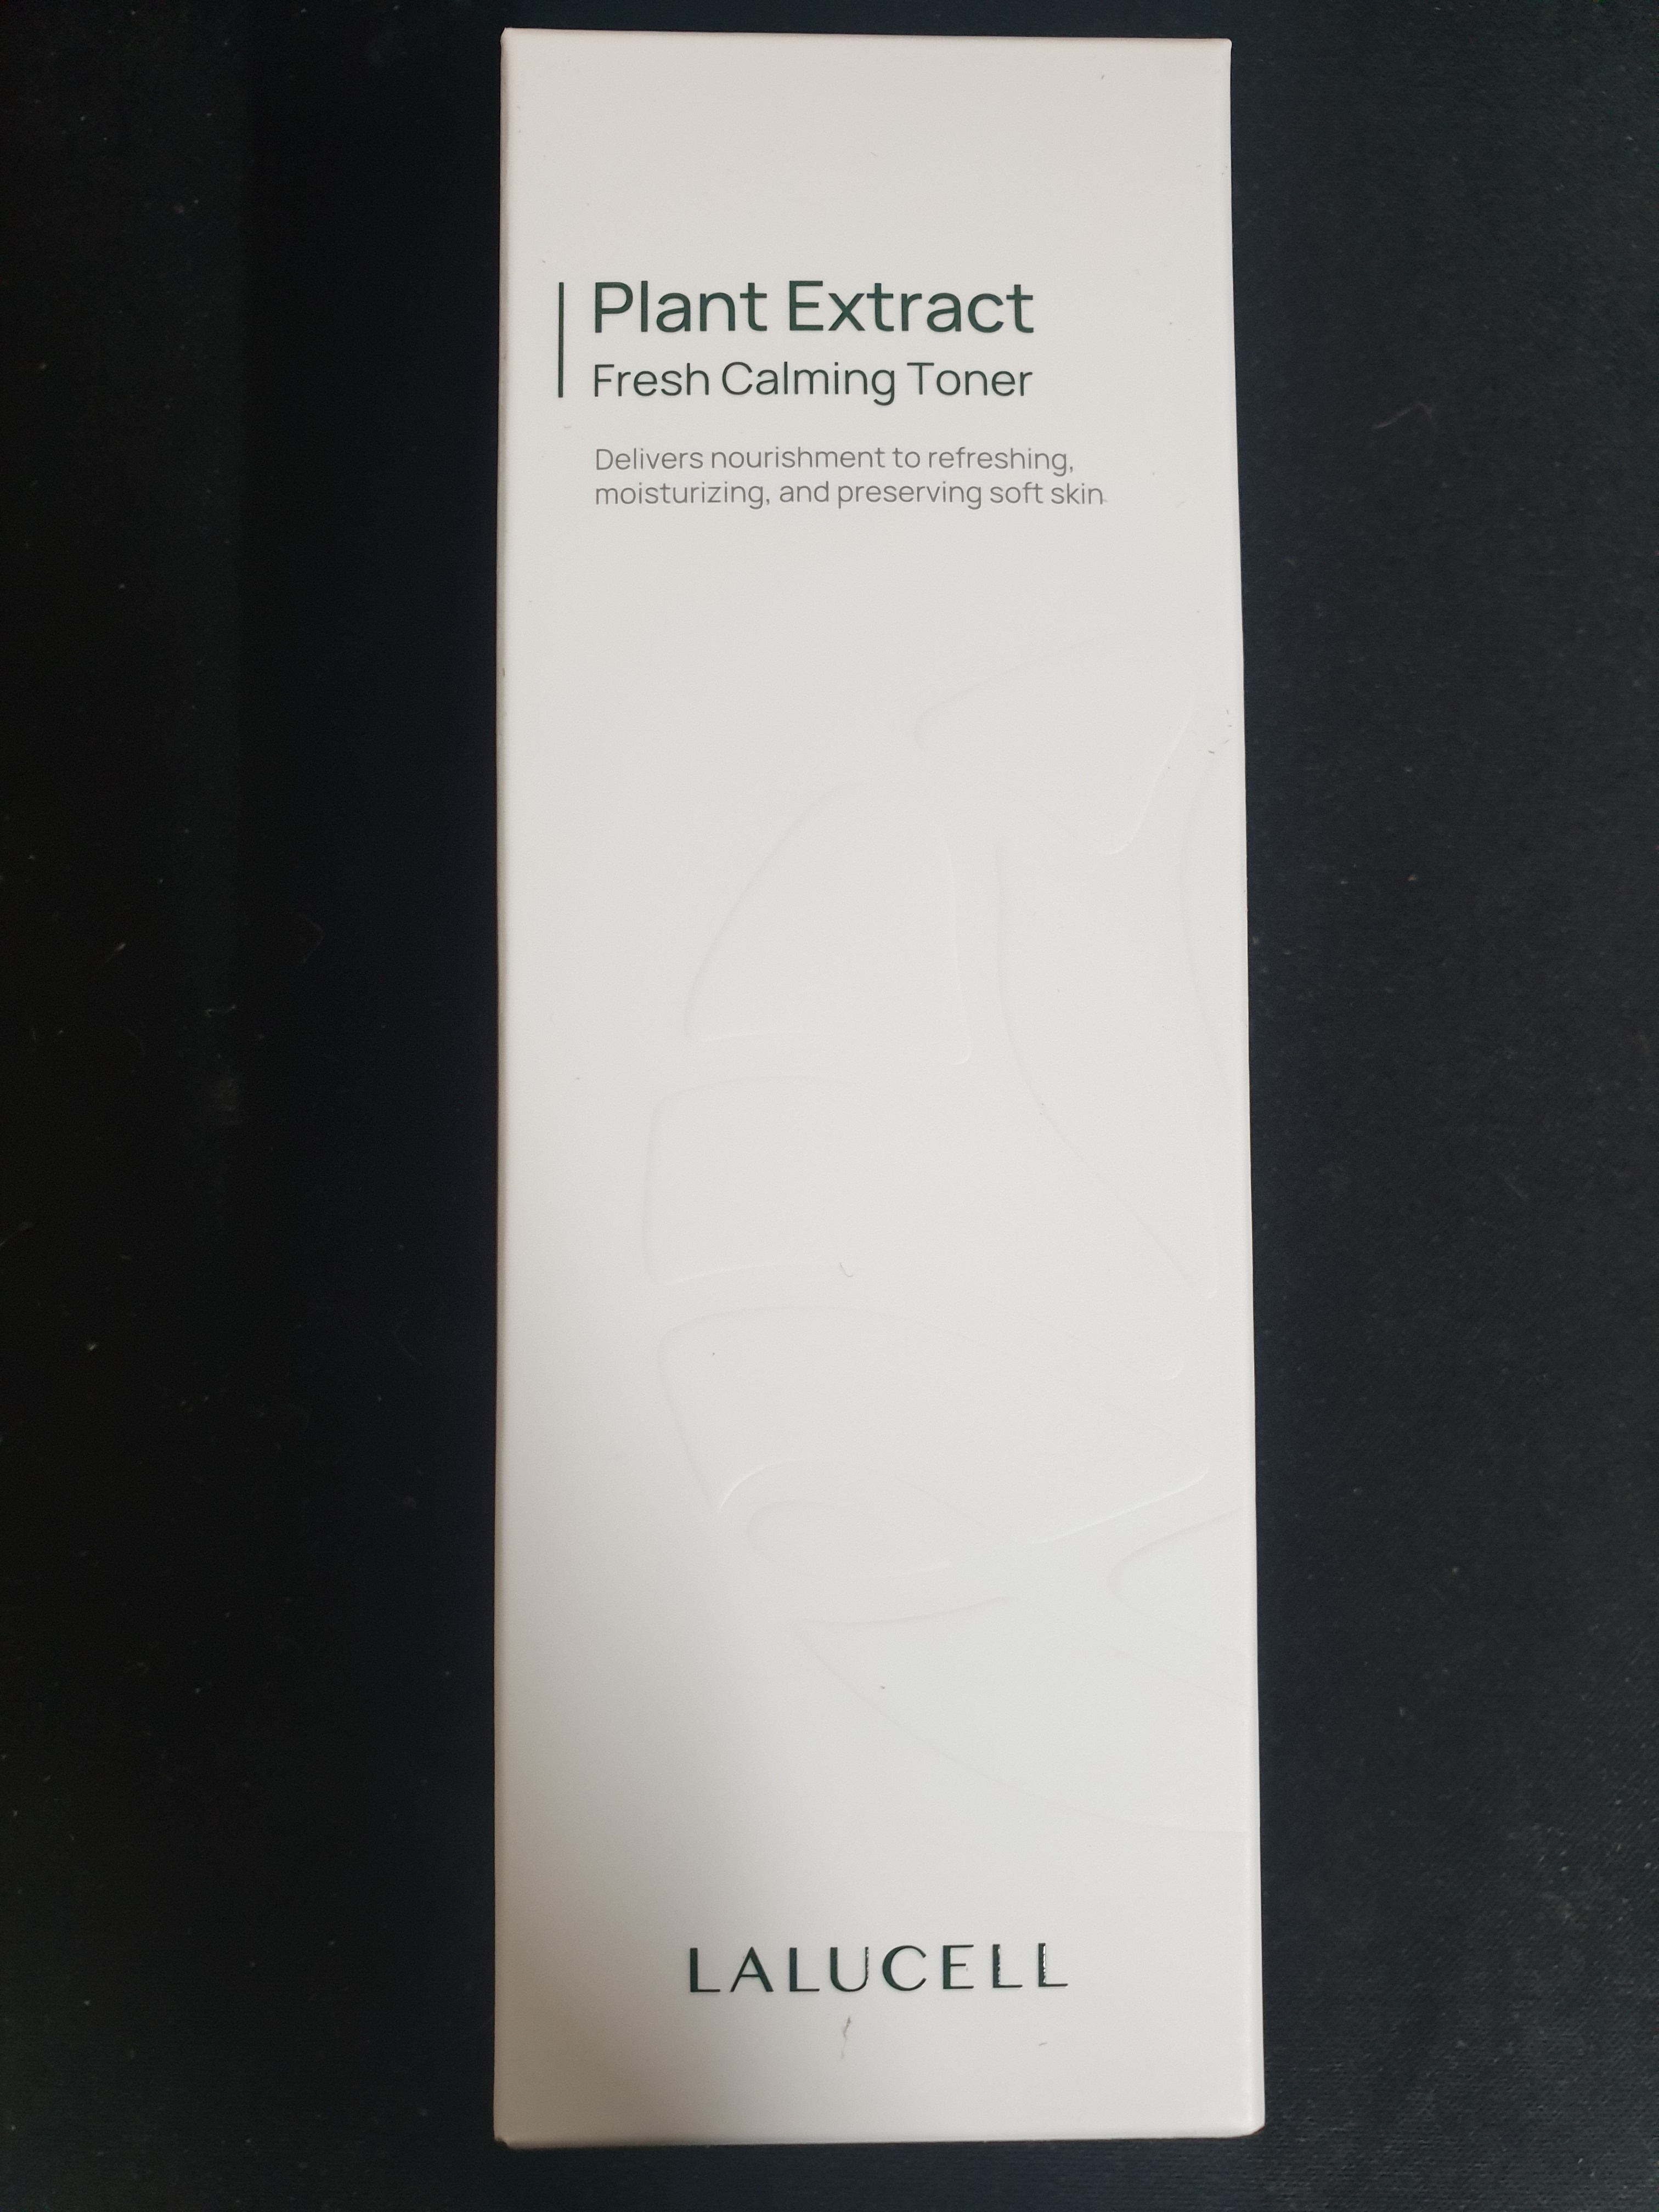 Plant Extract
Fresh Calming Toner
Delivers nourishment to refreshing,
moisturizing, and preserving soft skin
LALUCELL